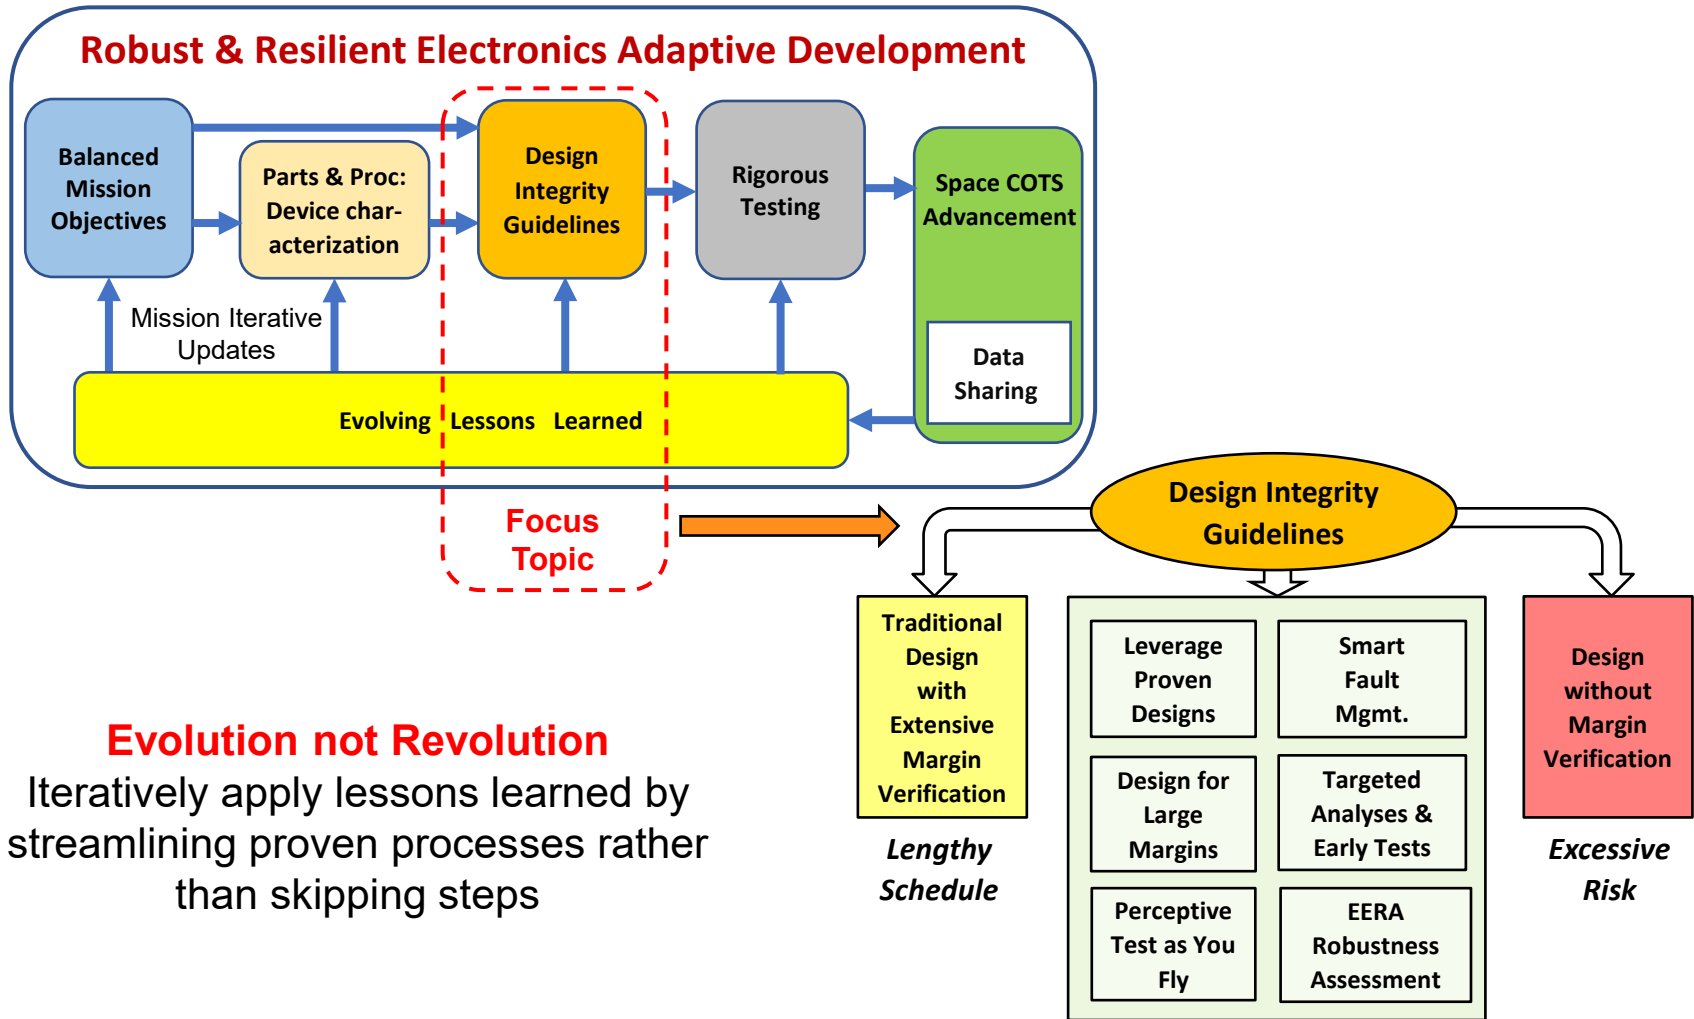 Robust & Resilient Electronics Adaptive Development
Balanced
Mission
Objectives
Parts & Proc:
Device char-
acterization
Design
Integrity
Guidelines
Rigorous
Testing
Space COTS
Advancement
Data
Sharing
Mission Iterative
Updates
Evolving Lessons Learned
Focus
Topic
Design Integrity
Guidelines
Traditional
Design
with
Extensive
Margin
Verification
Lengthy
Schedule
Leverage
Proven
Designs
Smart
Fault
Mgmt.
Design for
Large
Margins
Targeted
Analyses &
Early Tests
Perceptive
Test as You
Fly
EERA
Robustness
Assessment
Design
without
Margin
Verification
Excessive
Risk
Evolution not Revolution
Iteratively apply lessons learned by
streamlining proven processes rather
than skipping steps